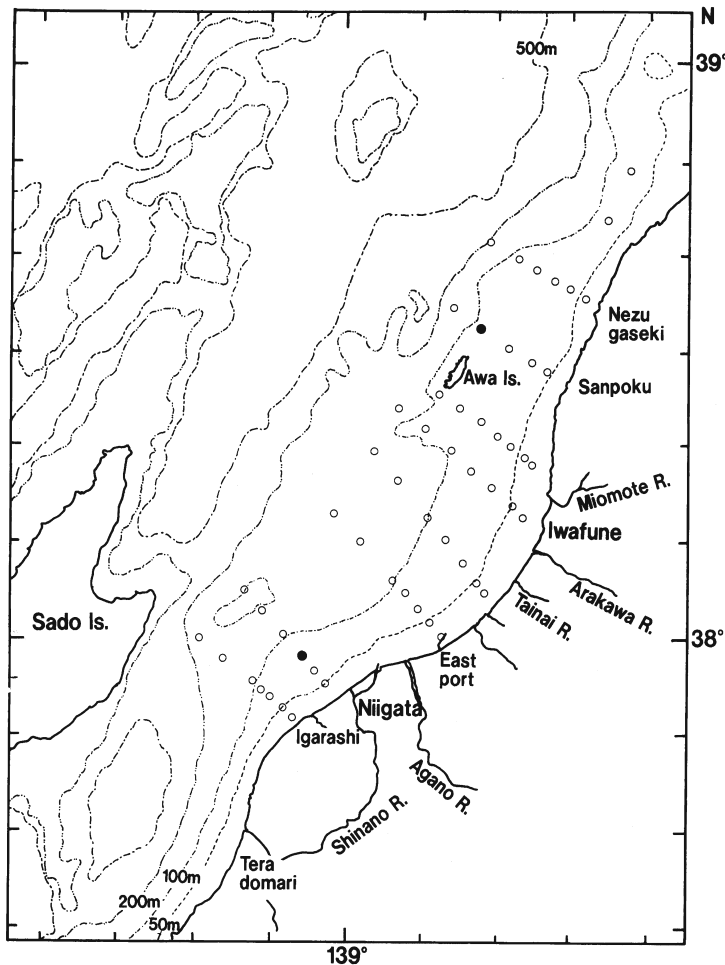 N
500m
39°
Nezu
gaseki
Awa Is.
Sanpoku
Miomote R.
Iwafune
Arakawa R.
Tainai R.
Sado Is.
38°
East
port
Niigata
Igarashi
Agano R.
Shinano R.
Tera
domari
100m
200m
50m
139°